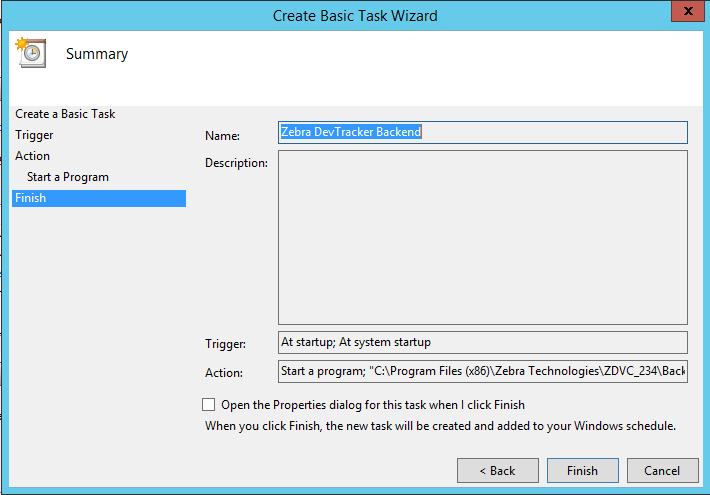 Create Basic Task Wizard
x
Summary
Create a Basic Task
Trigger
Action
Start a Program
Finish
Name:
Zebra DevTracker Backend
Description:
Trigger:
At startup; At system startup
Action:
Start a program; "C:\Program Files (x86)\Zebra Technologies\ZDVC_234\Back
Open the Properties dialog for this task when I click Finish
When you click Finish, the new task will be created and added to your Windows schedule.
< Back
Finish
Cancel